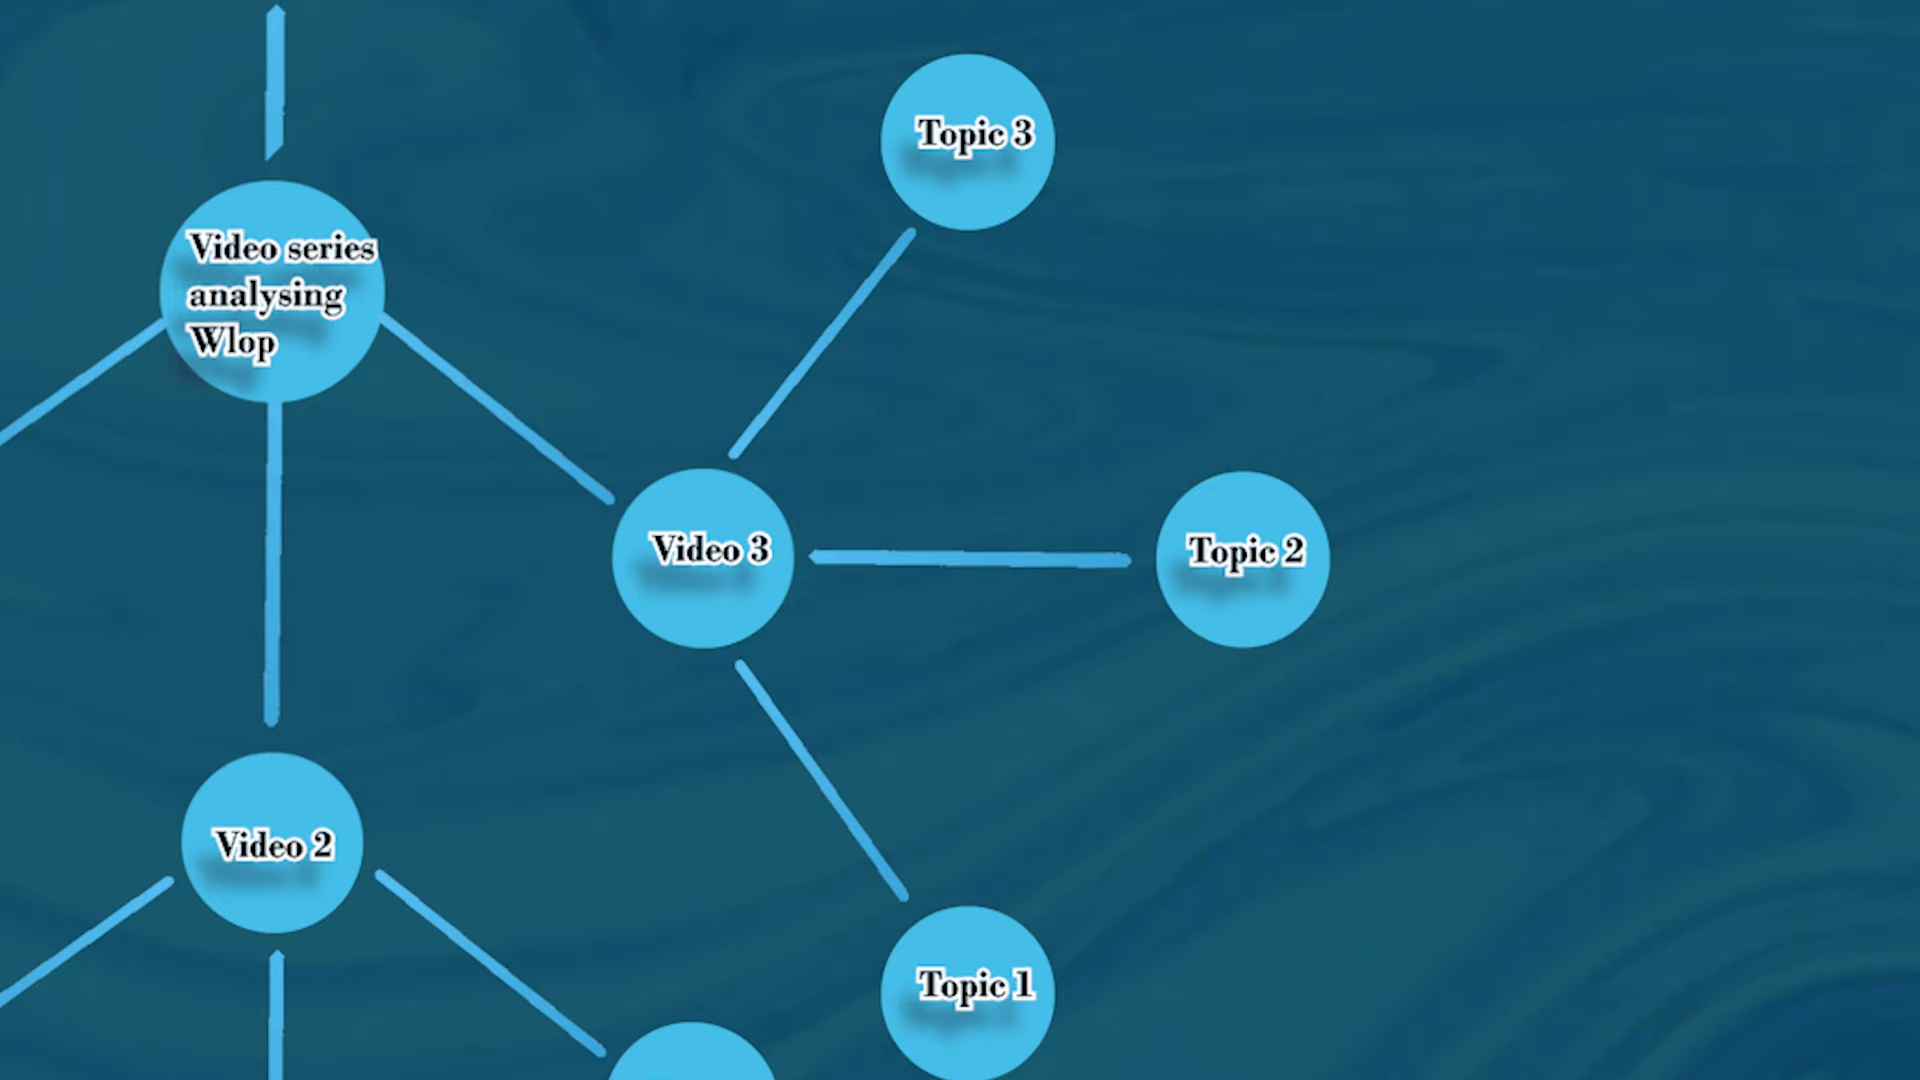 Topic 3
Video series
analysing
Wlop
Video 3
Topic 2
Video 2
Topic 1